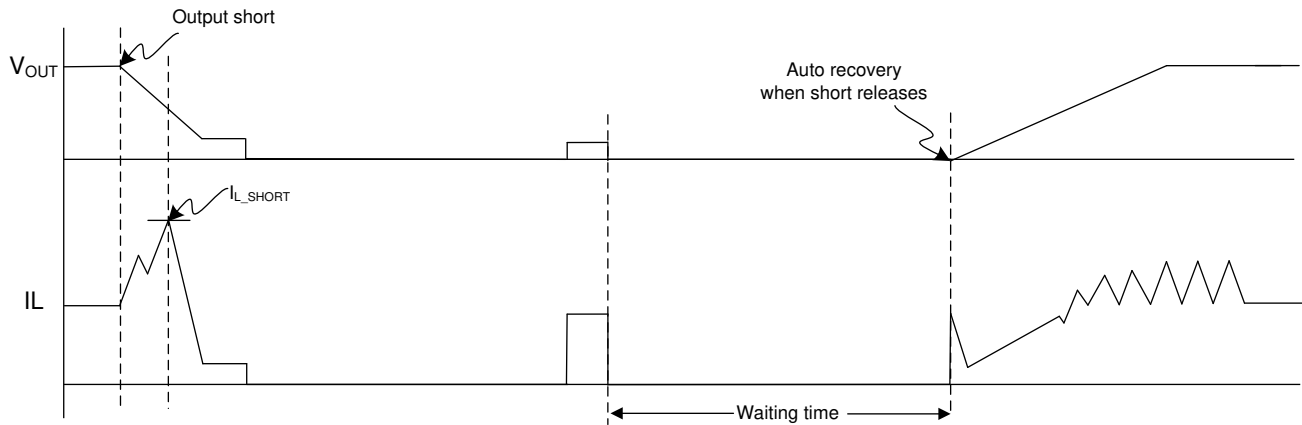 Output short
VOUT
Auto recovery
when short releases
IL_SHORT
IL
Waiting time